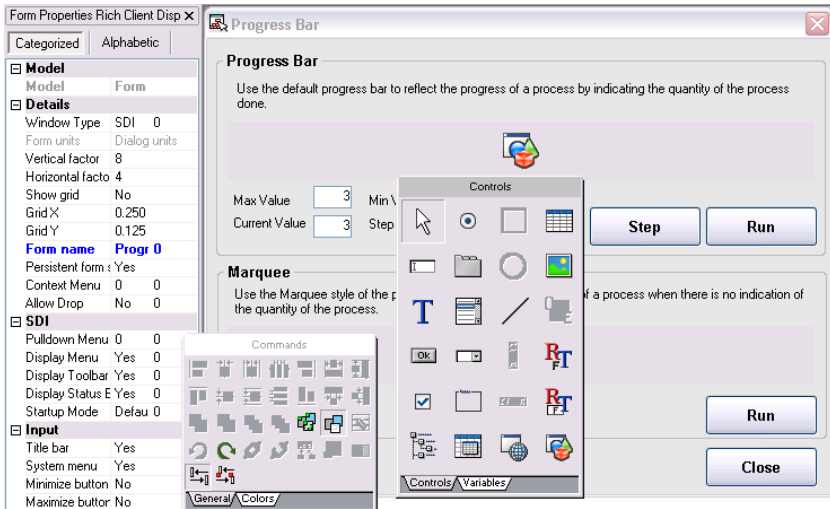 Form Properties Rich Client Disp
Categorized Alphabetic
Model
Model Form
Details
Window Type SDI 0
Form units Dialog units
Vertical factor 8
Horizontal facto 4
Show grid No
Grid X 0.250
Grid Y 0.125
Form name Progr 0
Persistent form Yes
Context Menu 0 0
Allow Drop No 0
SDI
Pulldown Menu 0 0
Display Menu Yes 0
Display Toolbar Yes 0
Display Status E Yes 0
Startup Mode Defau 0
Input
Title bar Yes
System menu Yes
Minimize button No
Maximize button No
Progress Bar
Progress Bar
Use the default progress bar to reflect the progress of a process by indicating the quantity of the process
done.
Max Value 3 Min
Current Value 3 Step
Step Run
Marquee
Use the Marquee style of the p f a process when there is no indication of
the quantity of the process.
Run
Close
Commands
General Colors
Controls
T
Ok
RT
F
RT
F
Controls Variables